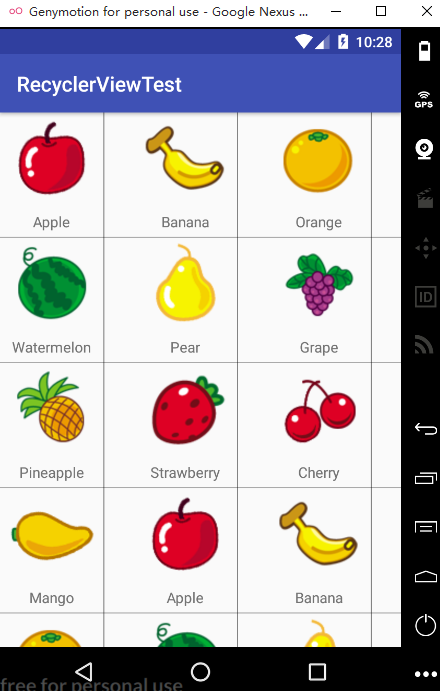 Genymotion for personal use - Google Nexus ...
10:28
RecyclerViewTest
GPS
Apple Banana Orange
Watermelon Pear Grape
ID
Pineapple Strawberry Cherry
Mango Apple Banana
free for personal use